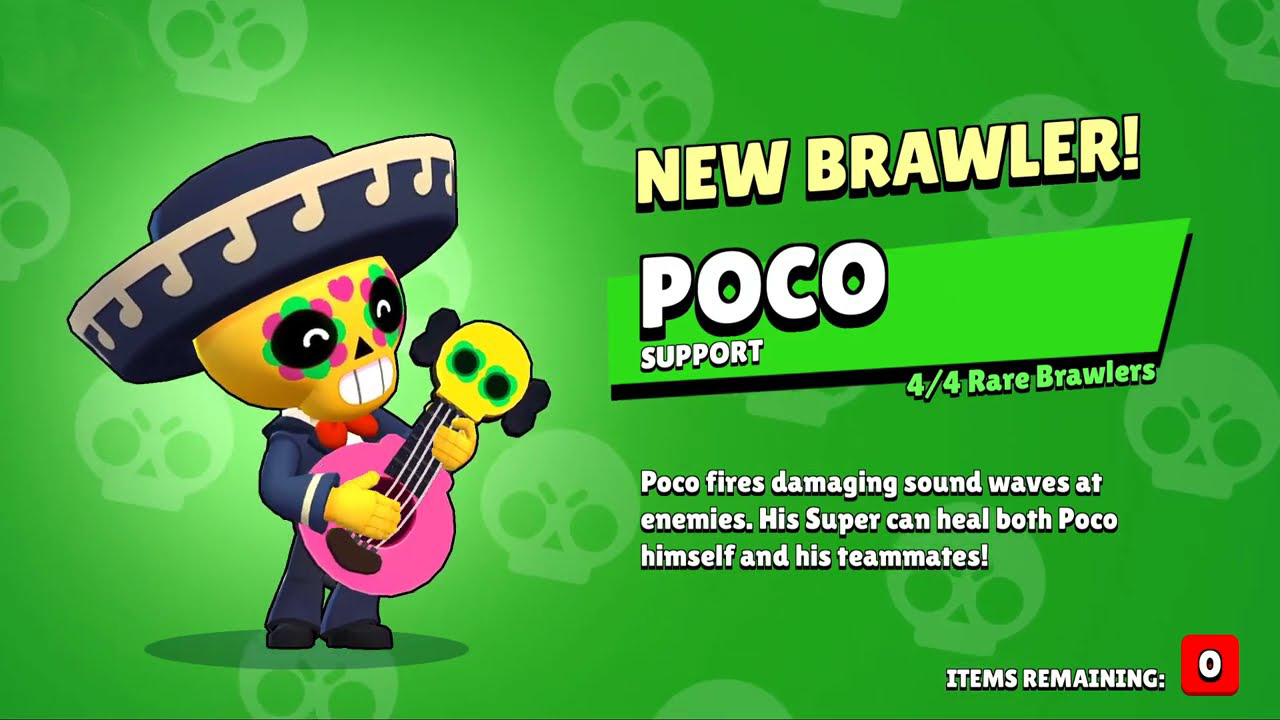 NEW BRAWLER!
POCO
SUPPORT
4/4 Rare Brawlers
Poco fires damaging sound waves at
enemies. His Super can heal both Poco
himself and his teammates!
ITEMS REMAINING: 0